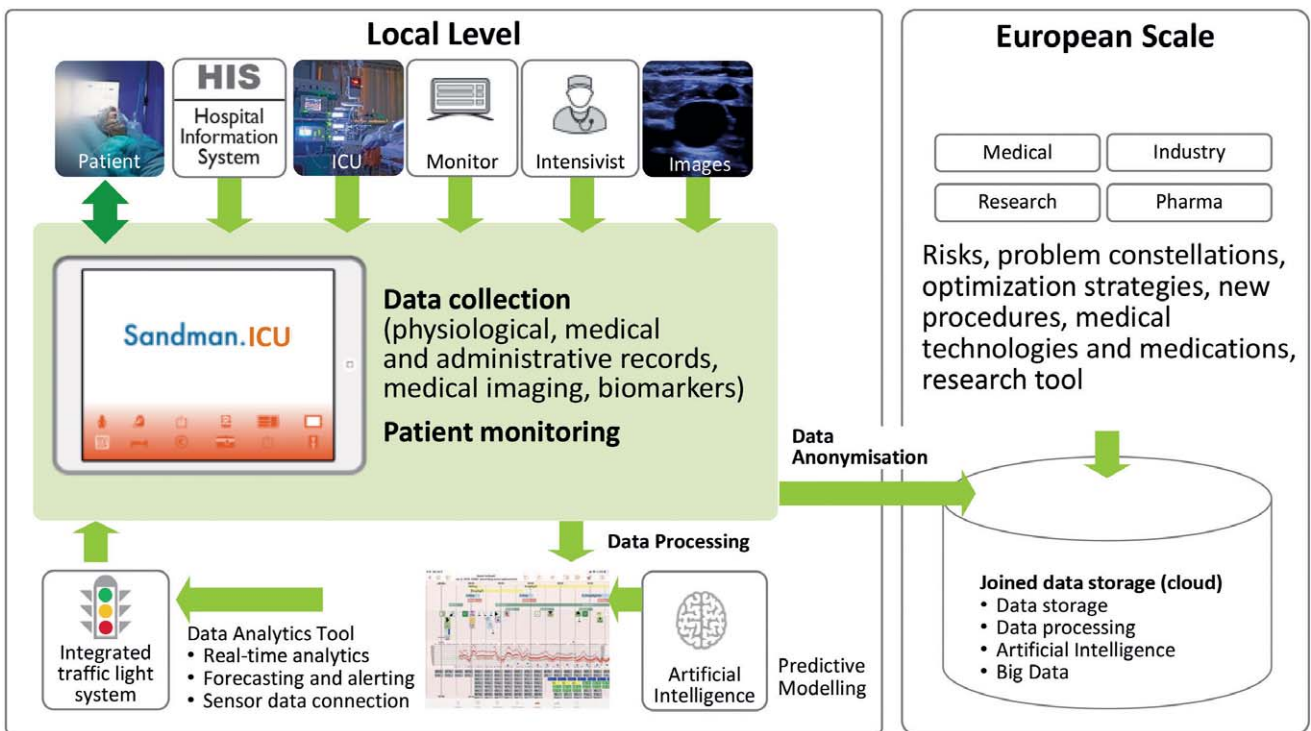 Local Level
Patient
HIS
Hospital
Information
System
ICU
Monitor
Intensivist
Images
Sandman.ICU
Data collection
(physiological, medical
and administrative records,
medical imaging, biomarkers)
Patient monitoring
Data
Anonymisation
Data Processing
Integrated
traffic light
system
Data Analytics Tool
• Real-time analytics
• Forecasting and alerting
• Sensor data connection
Artificial
Intelligence
Predictive
Modelling
European Scale
Medical
Industry
Research
Pharma
Risks, problem constellations,
optimization strategies, new
procedures, medical
technologies and medications,
research tool
Joined data storage (cloud)
• Data storage
• Data processing
• Artificial Intelligence
• Big Data